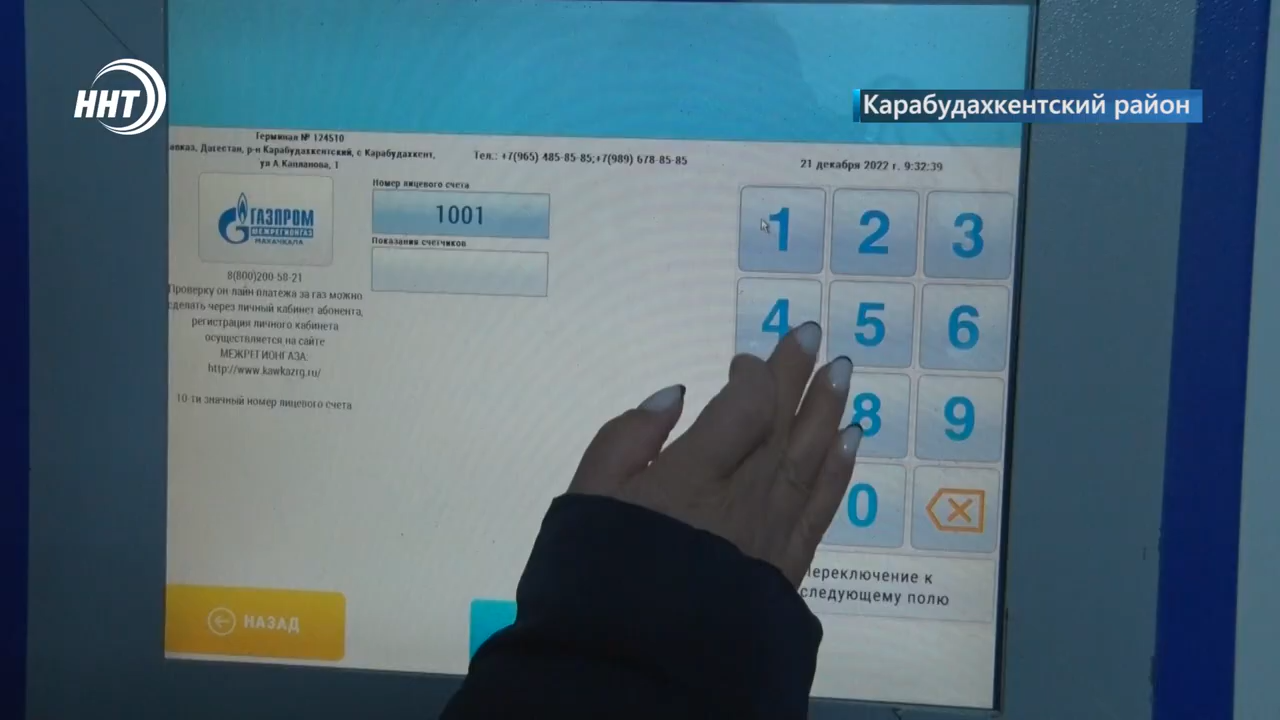 ННТ
Карабудахкентский район
Терминал № 124510
Дагестан, р-н Карабудахкентский, с Карабудахкент,
ул А.Капланова, 1
Тел.: +7(965) 485-85-85;+7(989) 678-85-85
21 декабря 2022 г. 9:32:39
ГАЗПРОМ
МЕЖРЕГИОНГАЗ
МАХАЧКАЛА
8(800)200-58-21
Проверку он-лайн платежа за газ можно
сделать через личный кабинет абонента,
регистрация личного кабинета
осуществляется на сайте
МЕЖРЕГИОНГАЗА:
http://www.kawkazrg.ru/
10-ти значный номер лицевого счета
Номер лицевого счета
1001
Показания счетчиков
1 2 3
4 5 6
8 9
0
Переключение к
следующему полю
НАЗАД